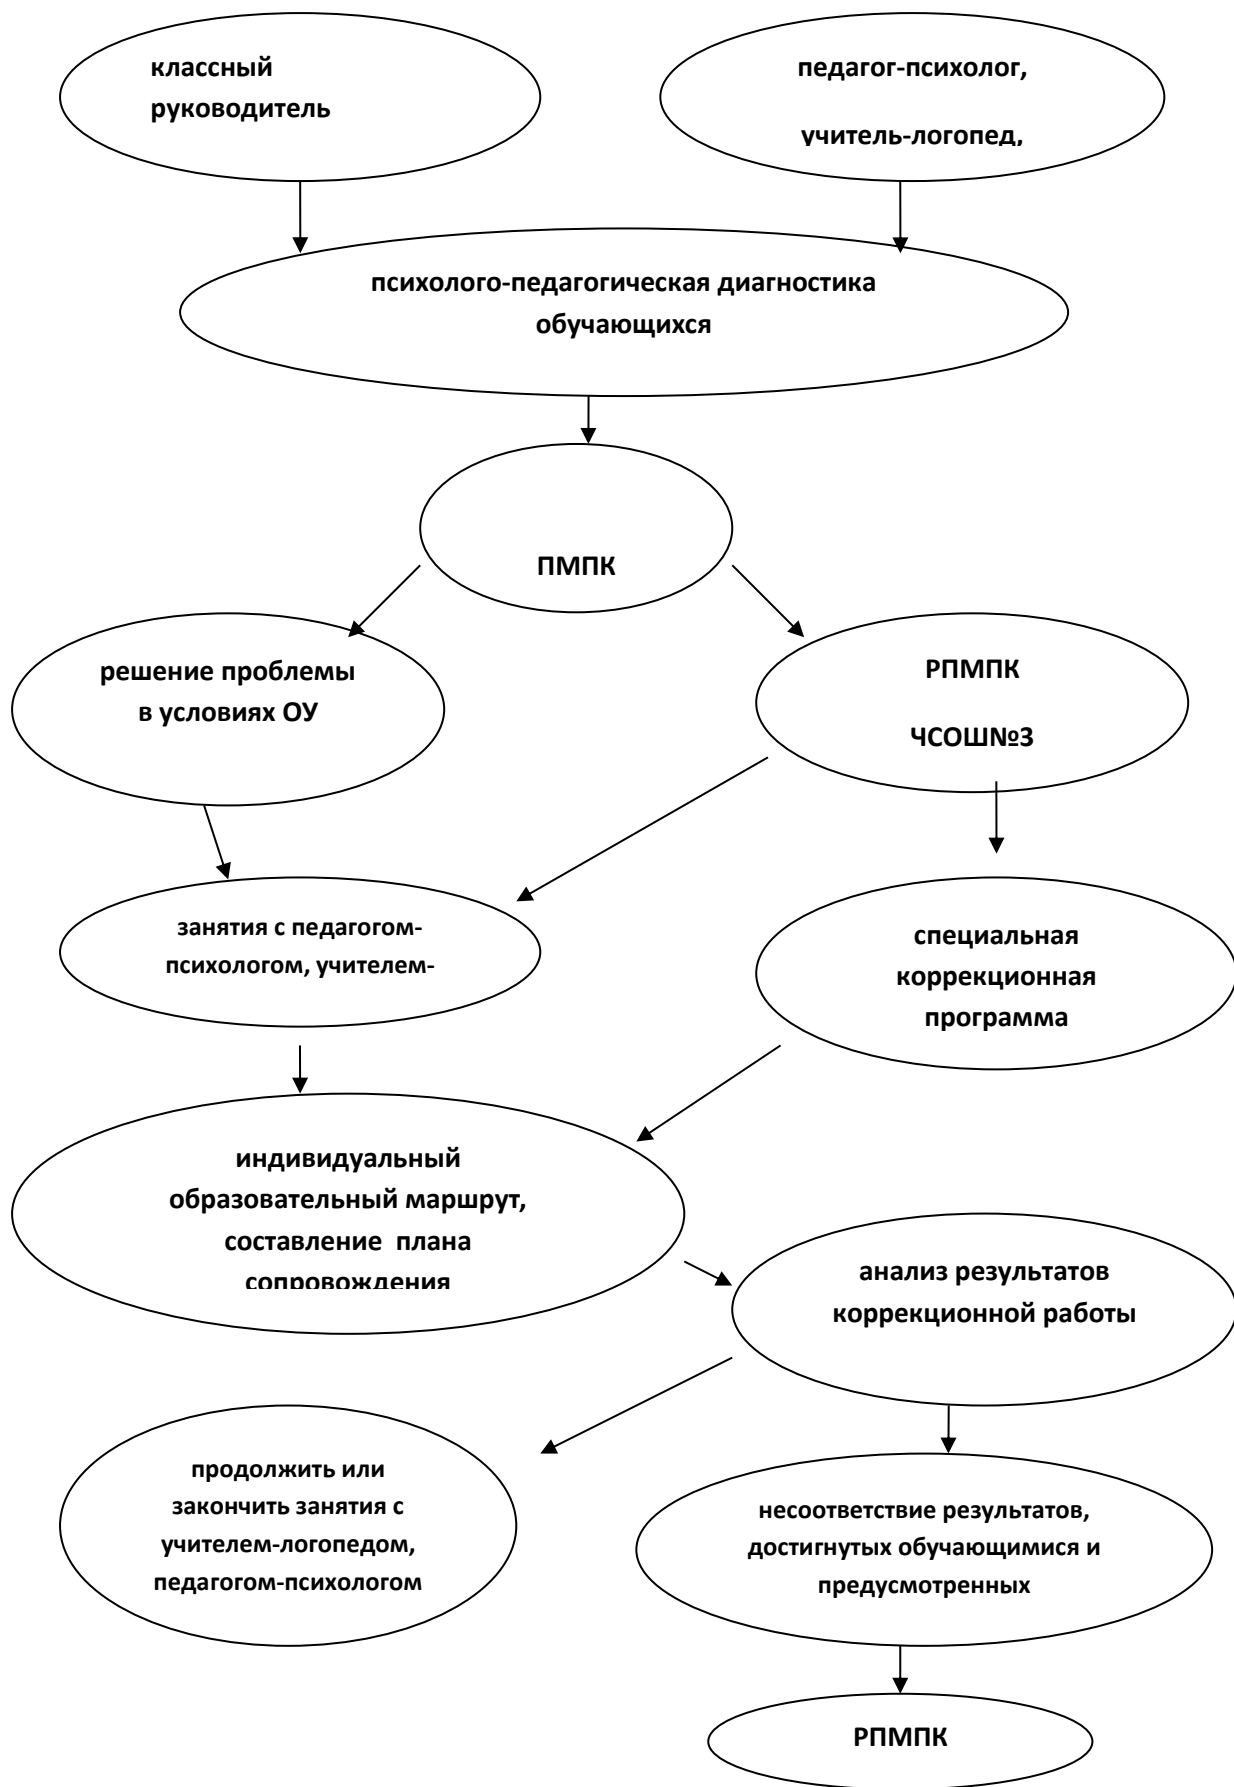 классный
руководитель
педагог-психолог,
учитель-логопед,
психолого-педагогическая диагностика
обучающихся
ПМПК
решение проблемы
в условиях ОУ
РПМПК
ЧСОШ№3
занятия с педагогом-
психологом, учителем-
специальная
коррекционная
программа
индивидуальный
образовательный маршрут,
составление плана
сопровождения
анализ результатов
коррекционной работы
продолжить или
закончить занятия с
учителем-логопедом,
педагогом-психологом
несоответствие результатов,
достигнутых обучающимися и
предусмотренных
РПМПК